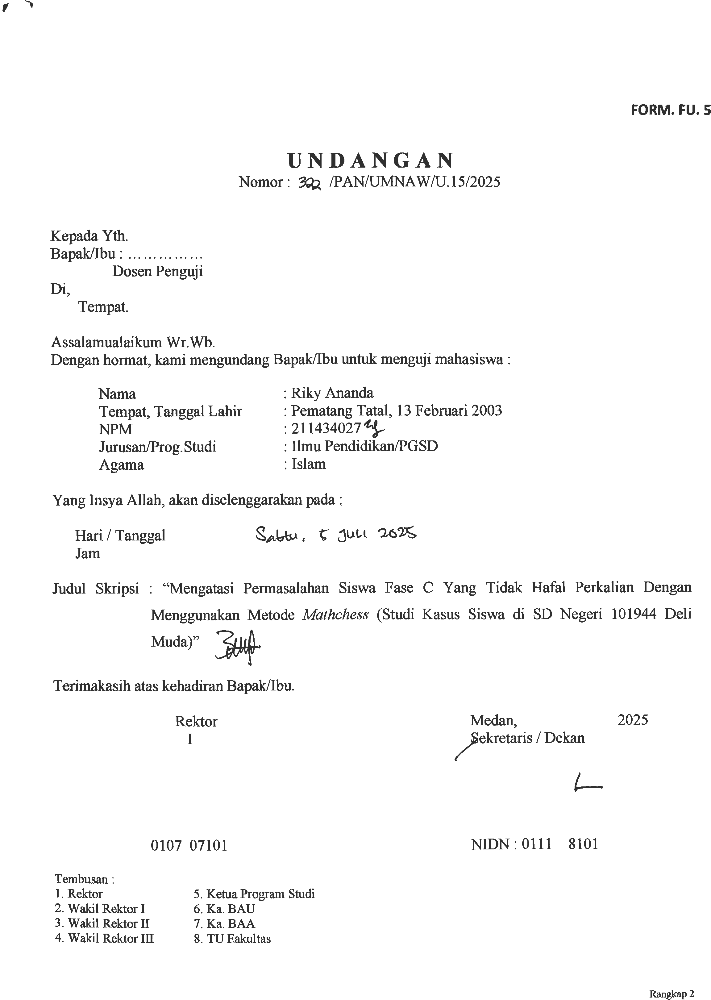 FORM. FU. 5
UNDANGAN
Nomor : 322 /PAN/UMNAW/U.15/2025
Kepada Yth.
Bapak/Ibu : ……………
Dosen Penguji
Di,
Tempat.
Assalamualaikum Wr.Wb.
Dengan hormat, kami mengundang Bapak/Ibu untuk menguji mahasiswa :
Nama : Riky Ananda
Tempat, Tanggal Lahir : Pematang Tatal, 13 Februari 2003
NPM : 211434027
Jurusan/Prog.Studi : Ilmu Pendidikan/PGSD
Agama : Islam
Yang Insya Allah, akan diselenggarakan pada :
Hari / Tanggal Sabtu, 5 Juli 2025
Jam
Judul Skripsi : “Mengatasi Permasalahan Siswa Fase C Yang Tidak Hafal Perkalian Dengan
Menggunakan Metode Mathchess (Studi Kasus Siswa di SD Negeri 101944 Deli
Muda)”
Terimakasih atas kehadiran Bapak/Ibu.
Rektor
I
Medan, 2025
Sekretaris / Dekan
0107 07101
NIDN : 0111 8101
Tembusan :
1. Rektor
2. Wakil Rektor I
3. Wakil Rektor II
4. Wakil Rektor III
5. Ketua Program Studi
6. Ka. BAU
7. Ka. BAA
8. TU Fakultas
Rangkap 2